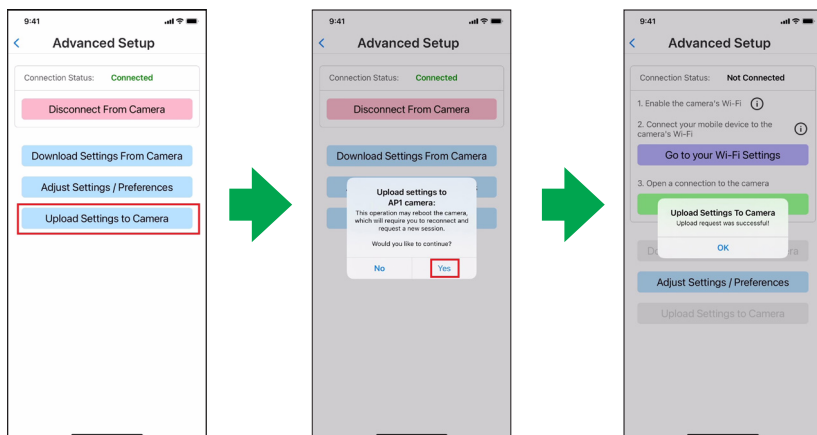 9:41
Advanced Setup
Connection Status: Connected
Disconnect From Camera
Download Settings From Camera
Adjust Settings / Preferences
Upload Settings to Camera
9:41
Advanced Setup
Connection Status: Connected
Disconnect From Camera
Download Settings From Camera
Upload settings to
AP1 camera:
This operation may reboot the camera,
which will require you to reconnect and
request a new session.
Would you like to continue?
No Yes
9:41
Advanced Setup
Connection Status: Not Connected
1. Enable the camera's Wi-Fi
2. Connect your mobile device to the
camera's Wi-Fi
Go to your Wi-Fi Settings
3. Open a connection to the camera
Upload Settings To Camera
Upload request was successful!
OK
Adjust Settings / Preferences
Upload Settings to Camera